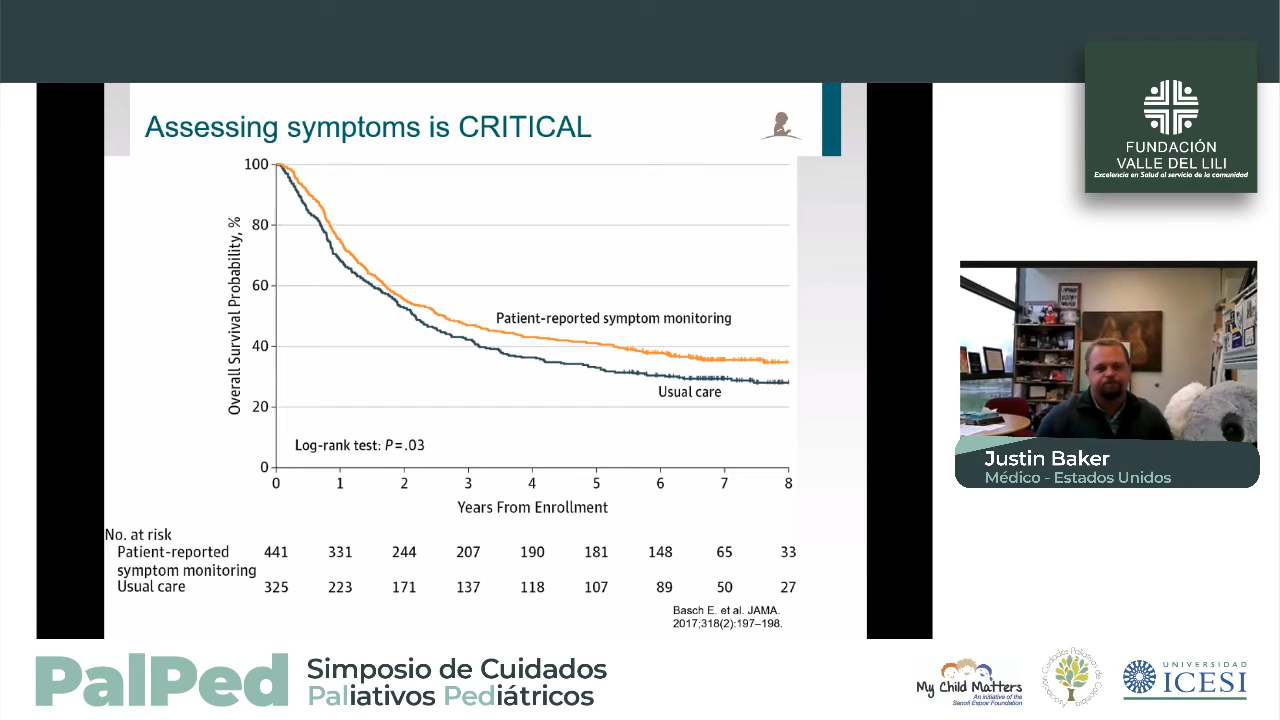 Assessing symptoms is CRITICAL
100
80
60
40
20
0
Overall Survival Probability, %
Patient-reported symptom monitoring
Usual care
Log-rank test: P=.03
0 1 2 3 4 5 6 7 8
Years From Enrollment
No. at risk
Patient-reported
symptom monitoring
441 331 244 207 190 181 148 65 33
Usual care 325 223 171 137 118 107 89 50 27
Basch E. et al. JAMA.
2017;318(2):197–198.
FUNDACIÓN
VALLE DEL LILI
Excelencia en Salud al servicio de la comunidad
Justin Baker
Médico - Estados Unidos
PalPed
Simposio de Cuidados
Paliativos Pediátricos
My Child Matters
An initiative of the
Sanofi Espoir Foundation
Asociación Cuidados Paliativos de Colombia
UNIVERSIDAD
ICESI